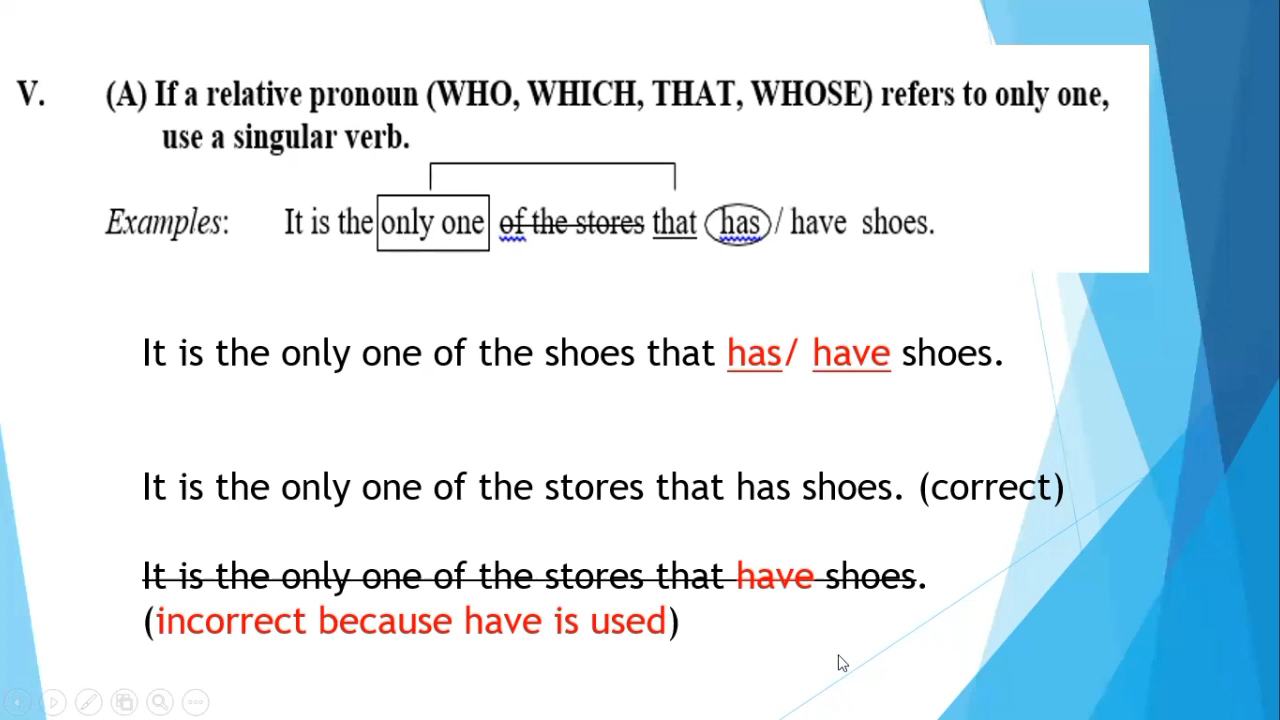 V. (A) If a relative pronoun (WHO, WHICH, THAT, WHOSE) refers to only one,
use a singular verb.
Examples: It is the only one of the stores that has / have shoes.
It is the only one of the shoes that has/ have shoes.
It is the only one of the stores that has shoes. (correct)
It is the only one of the stores that have shoes.
(incorrect because have is used)